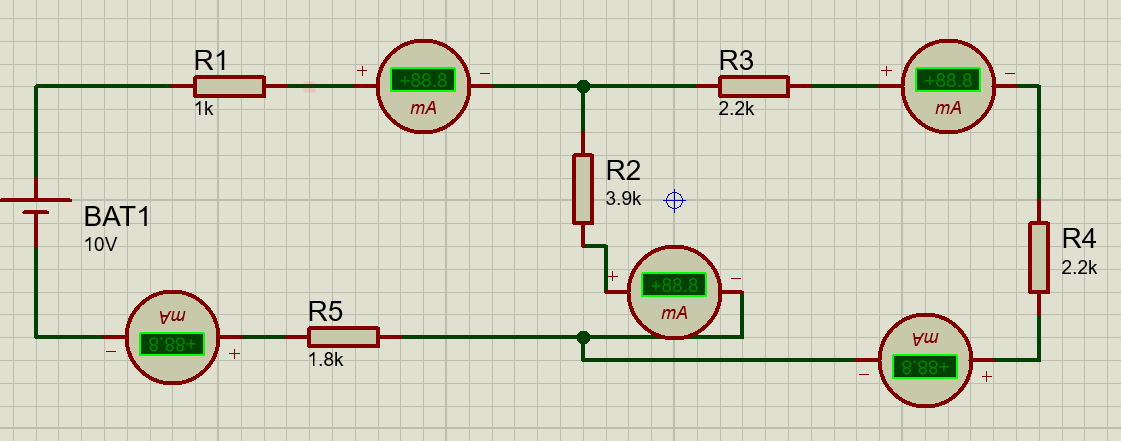 R1
1k
+
+88.8
mA
−
R3
2.2k
+
+88.8
mA
−
R2
3.9k
BAT1
10V
R4
2.2k
+
+88.8
mA
−
R5
1.8k
mA
+88.8
−
+
mA
+88.8
−
+